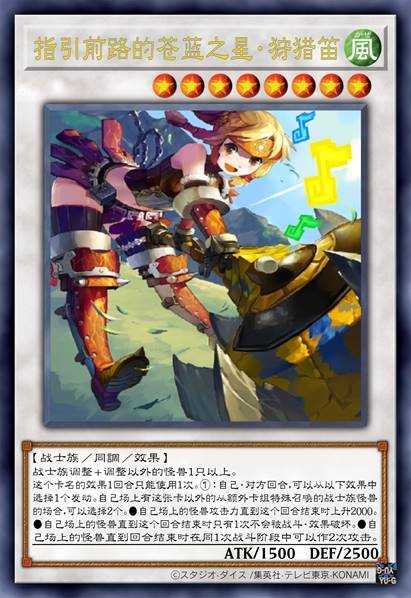 指引前路的苍蓝之星·狩猎笛
風
【战士族／同調／效果】
战士族调整＋调整以外的怪兽1只以上。
这个卡名的效果1回合只能使用1次。①：自己·对方回合，可以从以下效果中
选择1个发动。自己场上有这张卡以外的从额外卡组特殊召唤的战士族怪兽
的场合，可以选择2个。●自己场上的怪兽攻击力直到这个回合结束时上升2000。
●自己场上的怪兽直到这个回合结束时只有1次不会被战斗·效果破坏。●自
己场上的怪兽直到回合结束时在同1次战斗阶段中可以作2次攻击。
ATK/1500 DEF/2500
©スタジオ·ダイス /集英社·テレビ東京·KONAMI